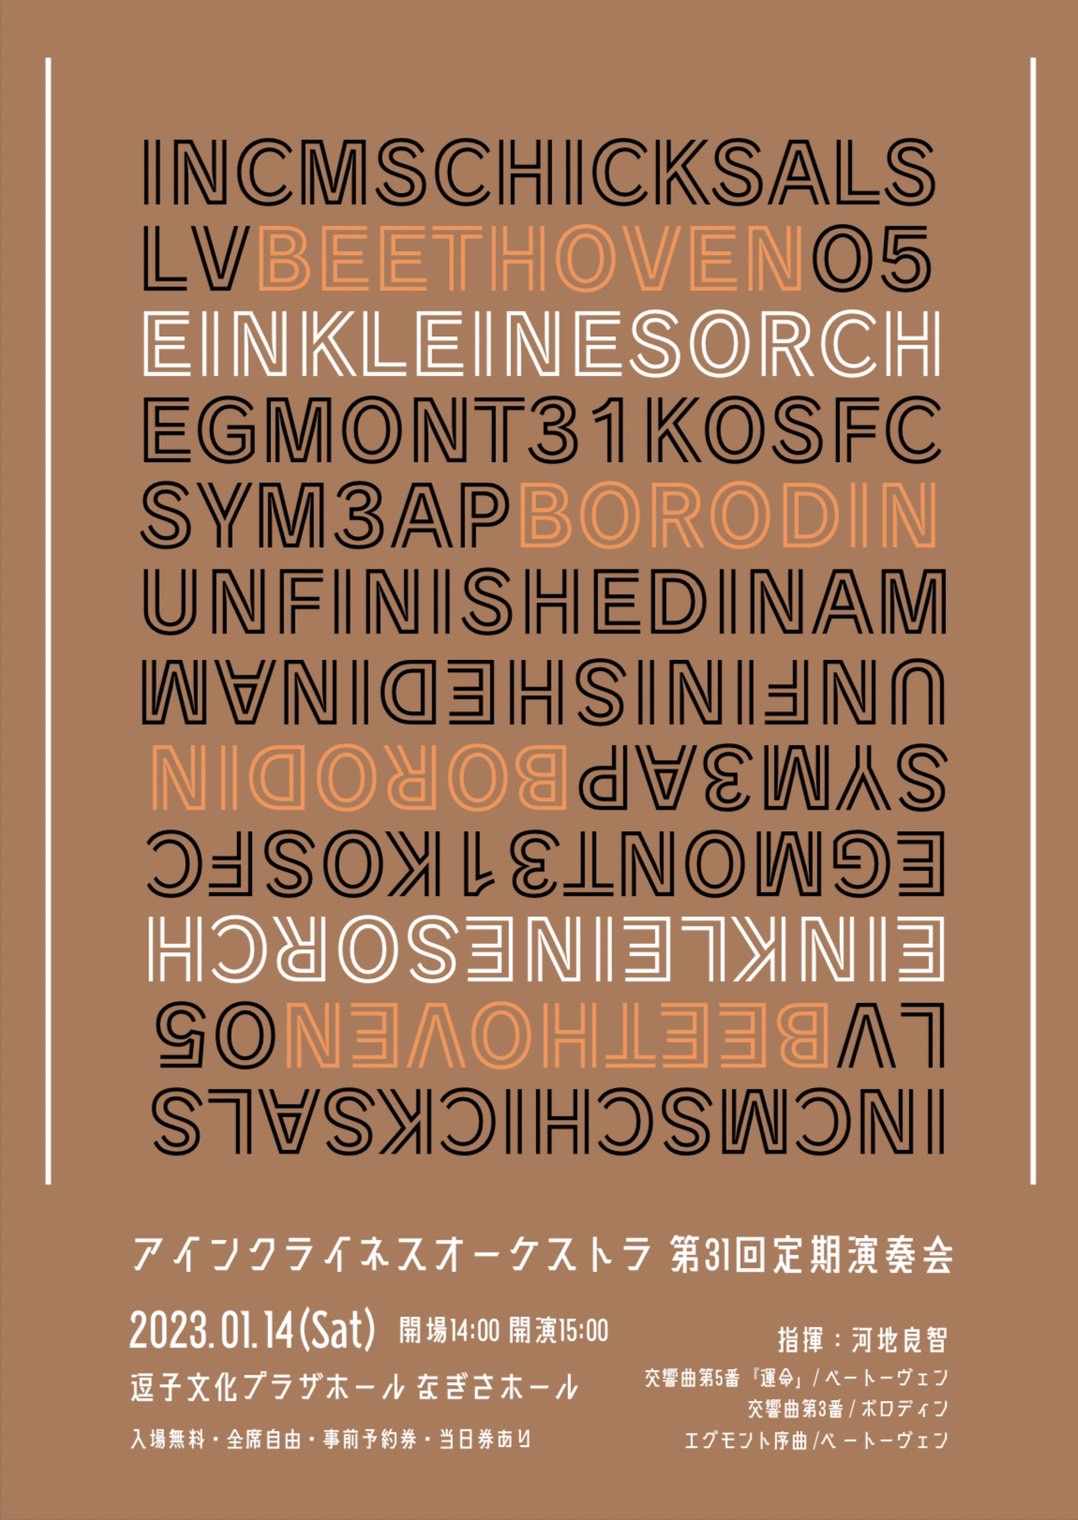 INCMSCHICKSALS
LVBEETHOVEN05
EINKLEINESORCH
EGMONT31KOSFC
SYM3APBORODIN
UNFINISHEDINAM
UNFINISHEDINAM
SYM3APBORODIN
EGMONT31KOSFC
EINKLEINESORCH
LVBEETHOVEN05
INCMSCHICKSALS
アインクライネスオーケストラ 第31回定期演奏会
2023.01.14(Sat) 開場14:00 開演15:00
逗子文化プラザホール なぎさホール
入場無料・全席自由・事前予約券・当日券あり
指揮：河地良智
交響曲第5番「運命」/ベートーヴェン
交響曲第3番 / ボロディン
エグモント序曲 /ベートーヴェン